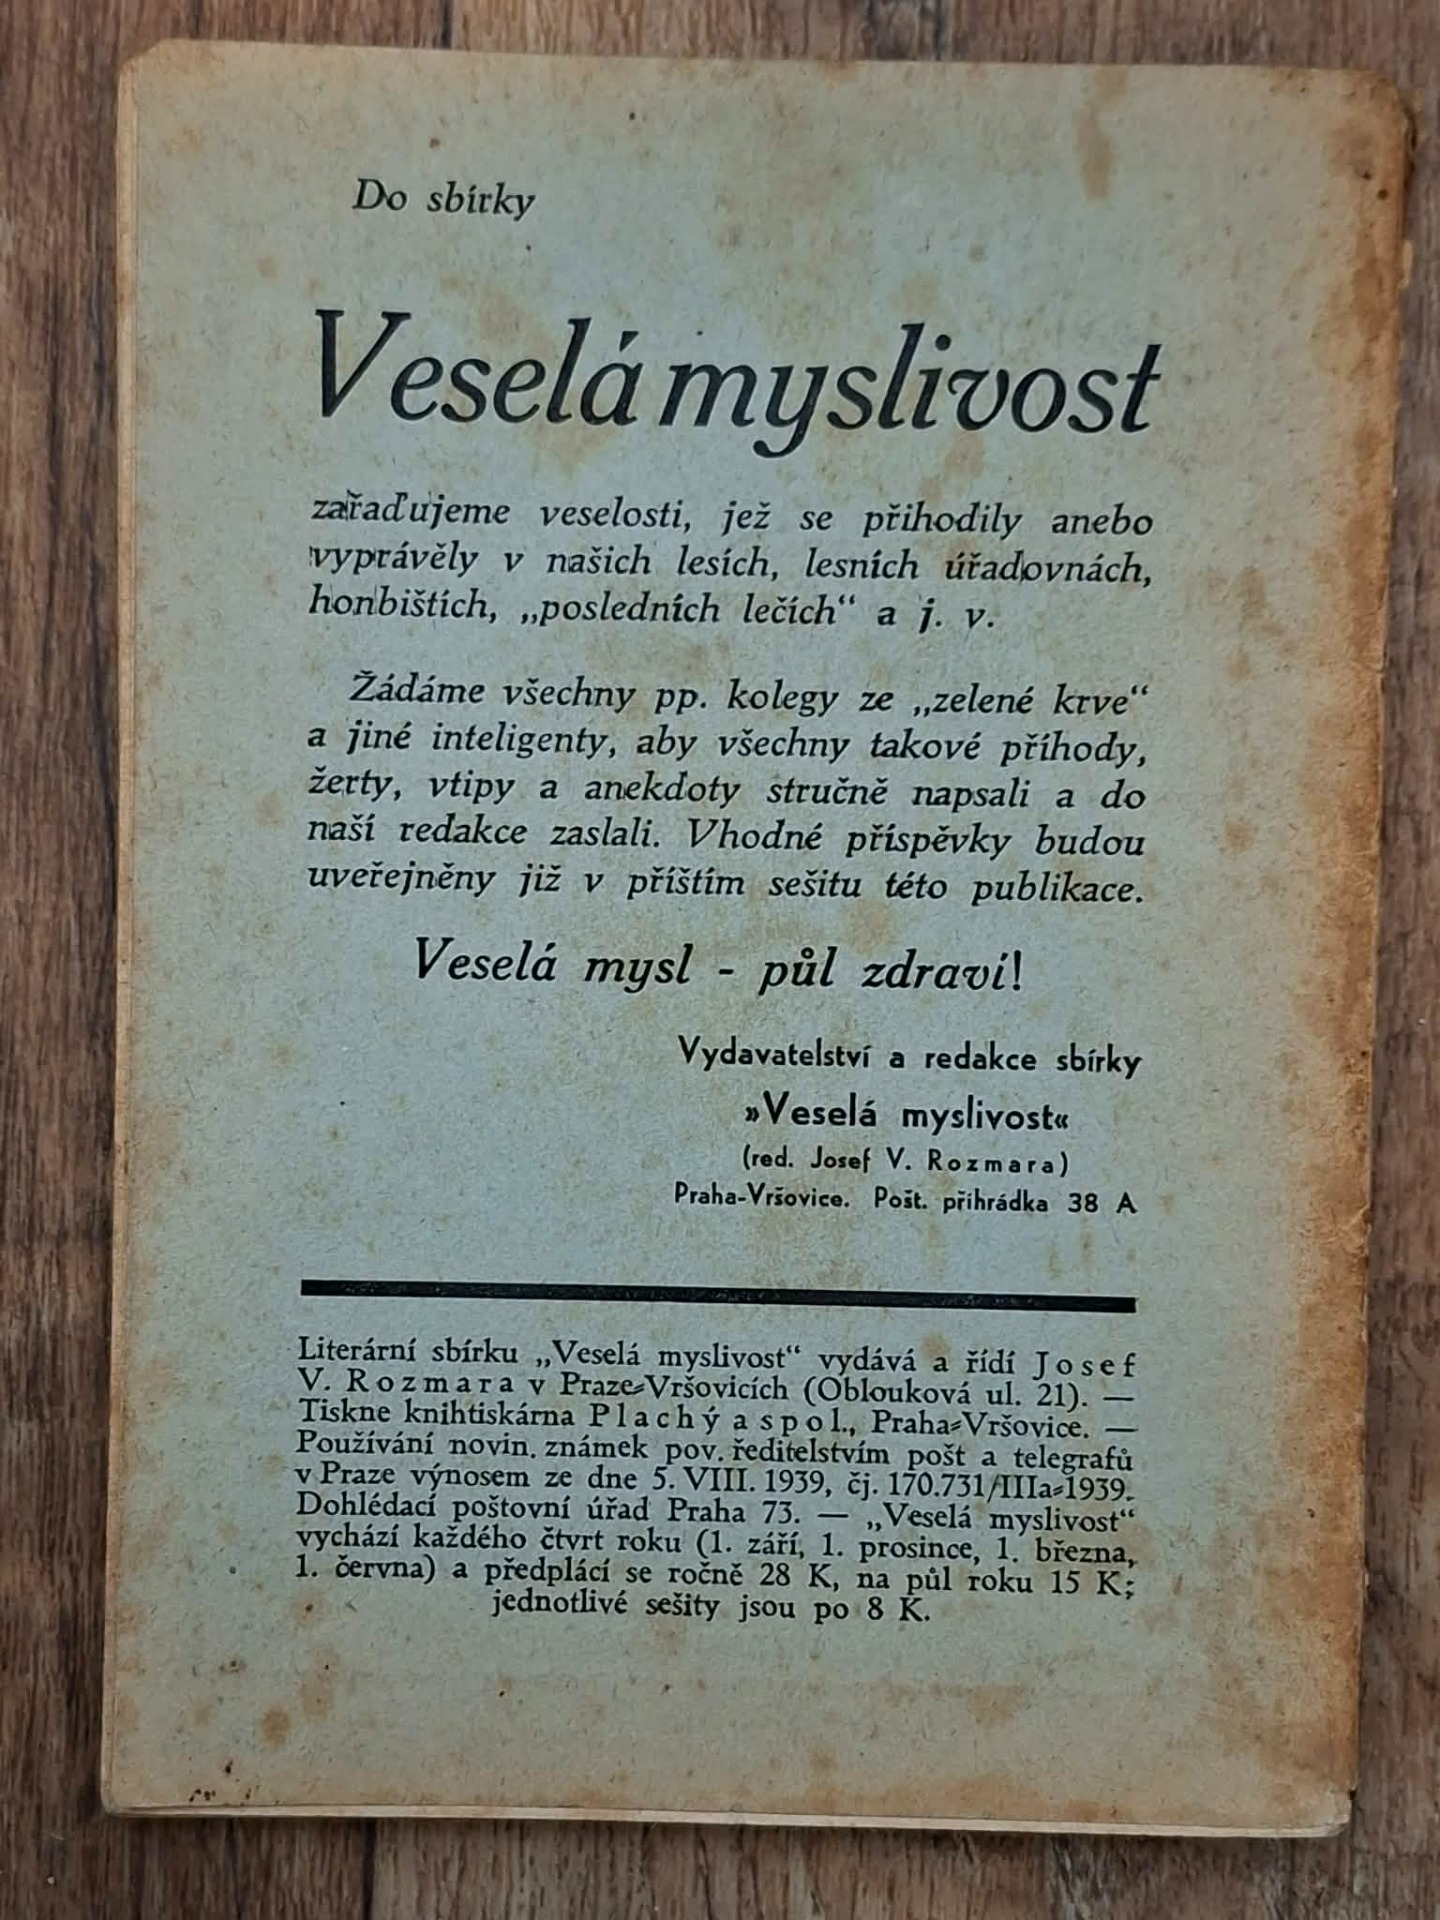 Do sbírky
Veselá myslivost
zařaďujeme veselosti, jež se přihodily anebo
vyprávěly v našich lesích, lesních úřadovnách,
honbištích, „posledních lečích“ a j. v.
Žádáme všechny pp. kolegy ze „zelené krve“
a jiné inteligenty, aby všechny takové příhody,
žerty, vtipy a anekdoty stručně napsali a do
naší redakce zaslali. Vhodné příspěvky budou
uveřejněny již v příštím sešitu této publikace.
Veselá mysl - půl zdraví!
Vydavatelství a redakce sbírky
»Veselá myslivost«
(red. Josef V. Rozmara)
Praha-Vršovice. Pošt. přihrádka 38 A
Literární sbírku „Veselá myslivost“ vydává a řídí Josef
V. Rozmara v Praze-Vršovicích (Oblouková ul. 21). —
Tiskne knihtiskárna Plachý a spol., Praha-Vršovice. —
Používání novin. známek pov. ředitelstvím pošt a telegrafů
v Praze výnosem ze dne 5. VIII. 1939, čj. 170.731/IIIa-1939.
Dohlédací poštovní úřad Praha 73. — „Veselá myslivost“
vychází každého čtvrt roku (1. září, 1. prosince, 1. března,
1. června) a předplácí se ročně 28 K, na půl roku 15 K;
jednotlivé sešity jsou po 8 K.